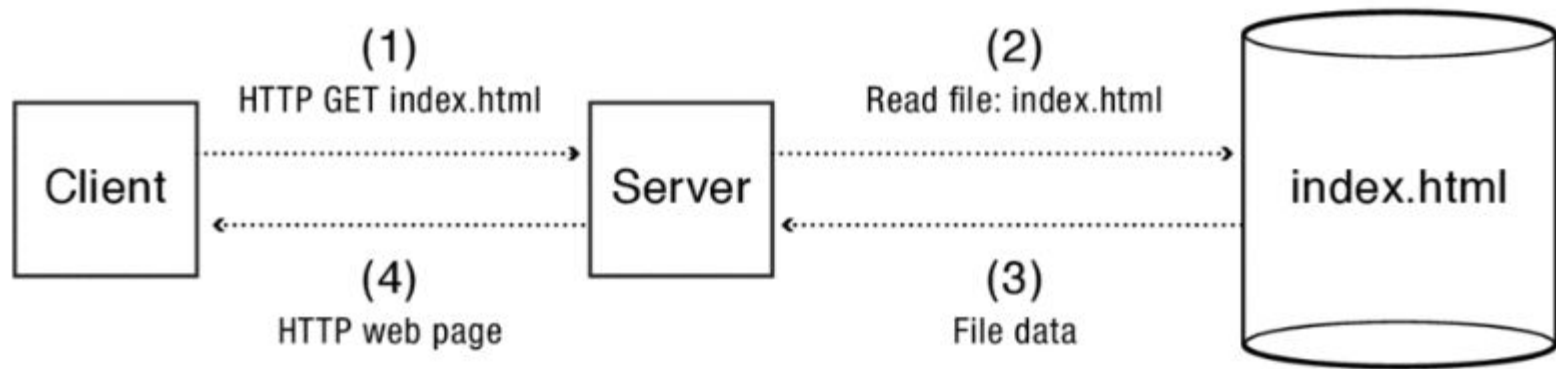 (1)
HTTP GET index.html
(2)
Read file: index.html
Client
Server
index.html
(4)
HTTP web page
(3)
File data